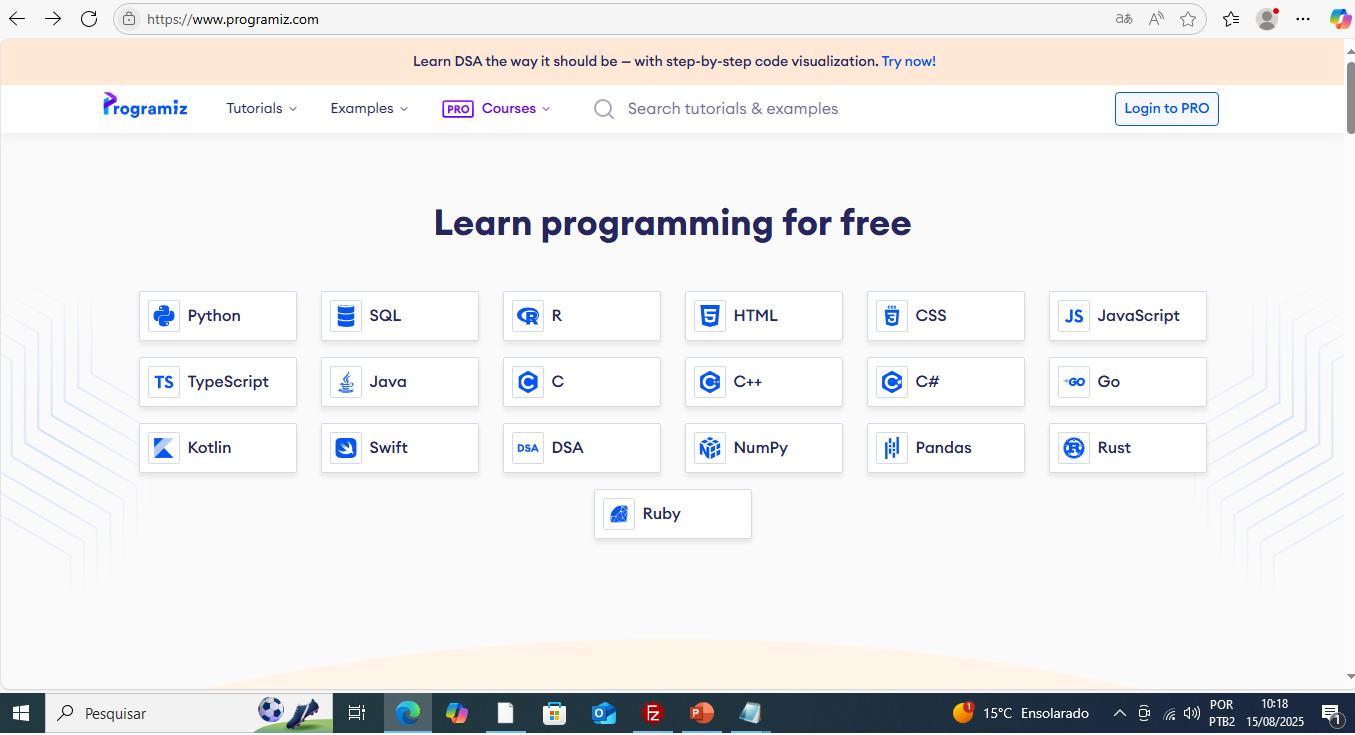 https://www.programiz.com
Learn DSA the way it should be — with step-by-step code visualization. Try now!
Programiz Tutorials Examples PRO Courses Search tutorials & examples Login to PRO
Learn programming for free
Python SQL R HTML CSS JS JavaScript
TS TypeScript Java C C++ C# GO Go
Kotlin Swift DSA DSA NumPy Pandas Rust
Ruby
Pesquisar 1 15°C Ensolarado POR 10:18
PTB2 15/08/2025 1